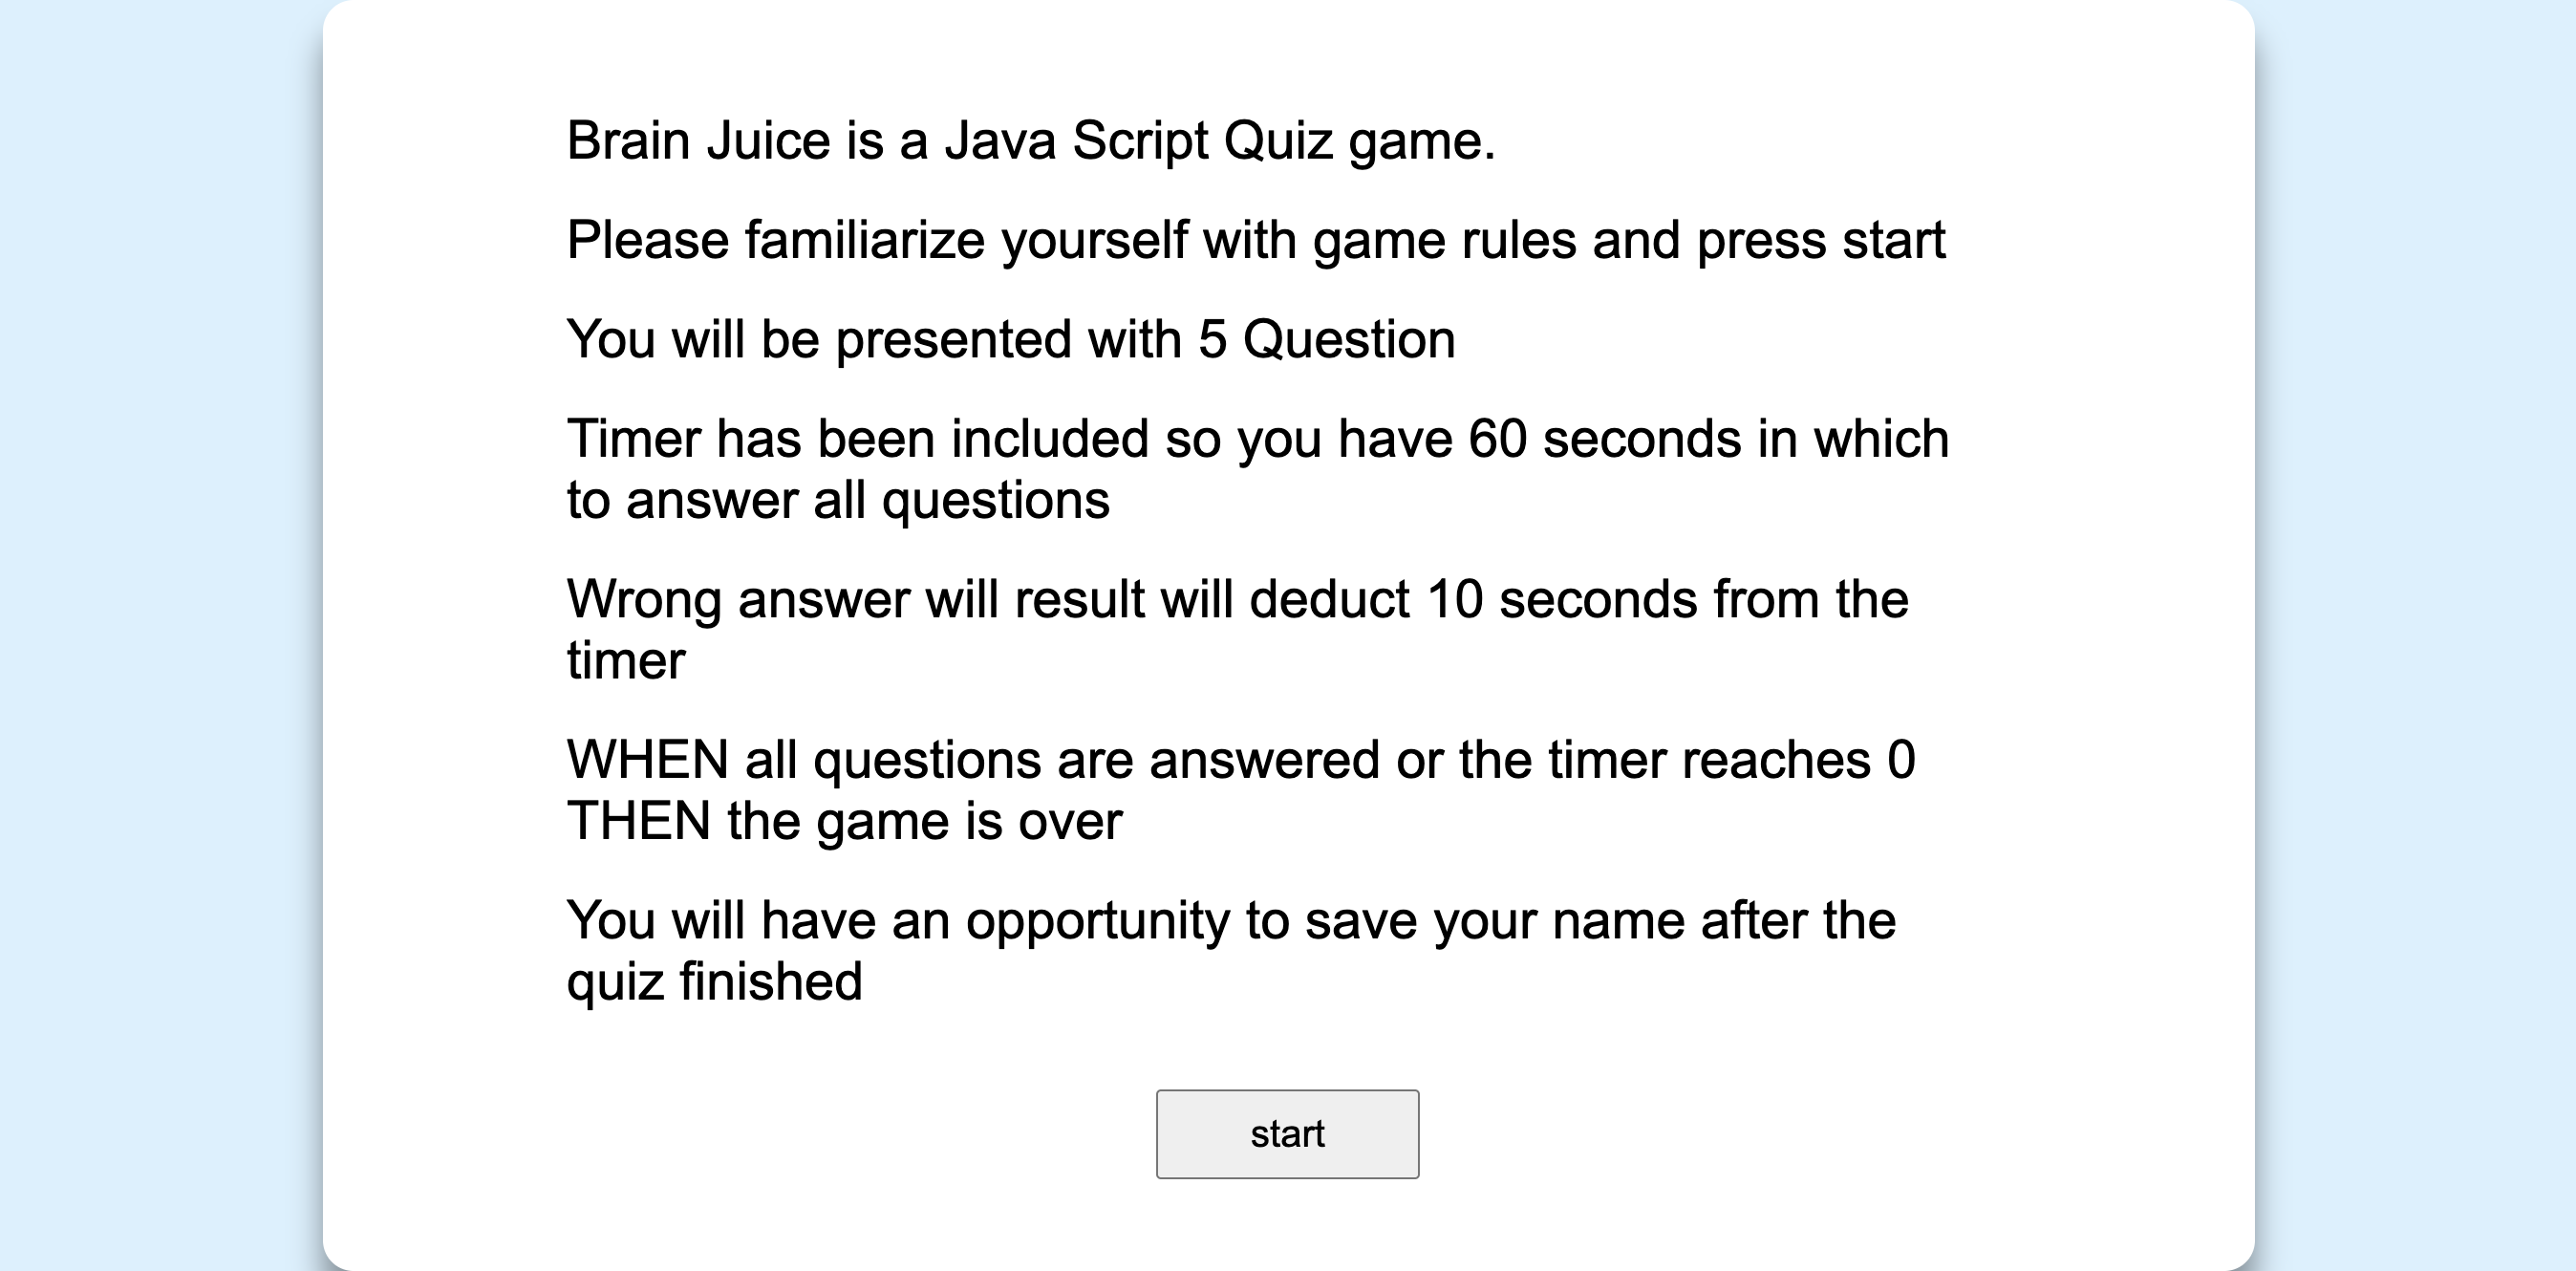 Brain Juice is a Java Script Quiz game.
Please familiarize yourself with game rules and press start
You will be presented with 5 Question
Timer has been included so you have 60 seconds in which
to answer all questions
Wrong answer will result will deduct 10 seconds from the
timer
WHEN all questions are answered or the timer reaches 0
THEN the game is over
You will have an opportunity to save your name after the
quiz finished
start